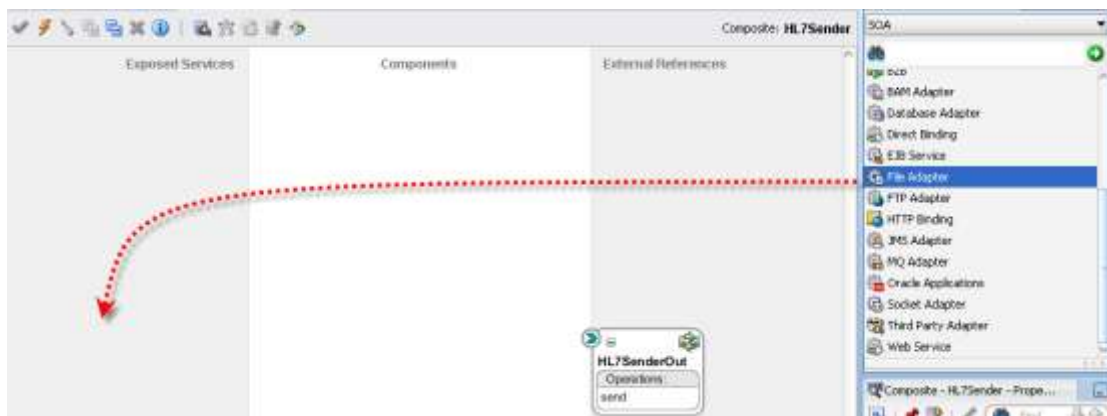 Composite: HL7Sender
Exposed Services
Components
External References
HL7SenderOut
Operations
send
SOA
B2B
BAM Adapter
Database Adapter
Direct Binding
EJB Service
File Adapter
FTP Adapter
HTTP Binding
JMS Adapter
MQ Adapter
Oracle Applications
Socket Adapter
Third Party Adapter
Web Service
Composite - HL7Sender - Prope...